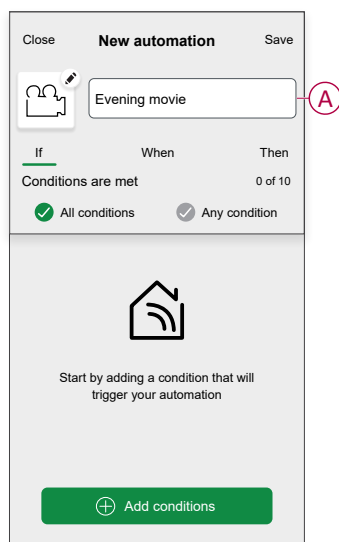 Close New automation Save
Evening movie
A
If When Then
Conditions are met 0 of 10
All conditions Any condition
Start by adding a condition that will
trigger your automation
Add conditions